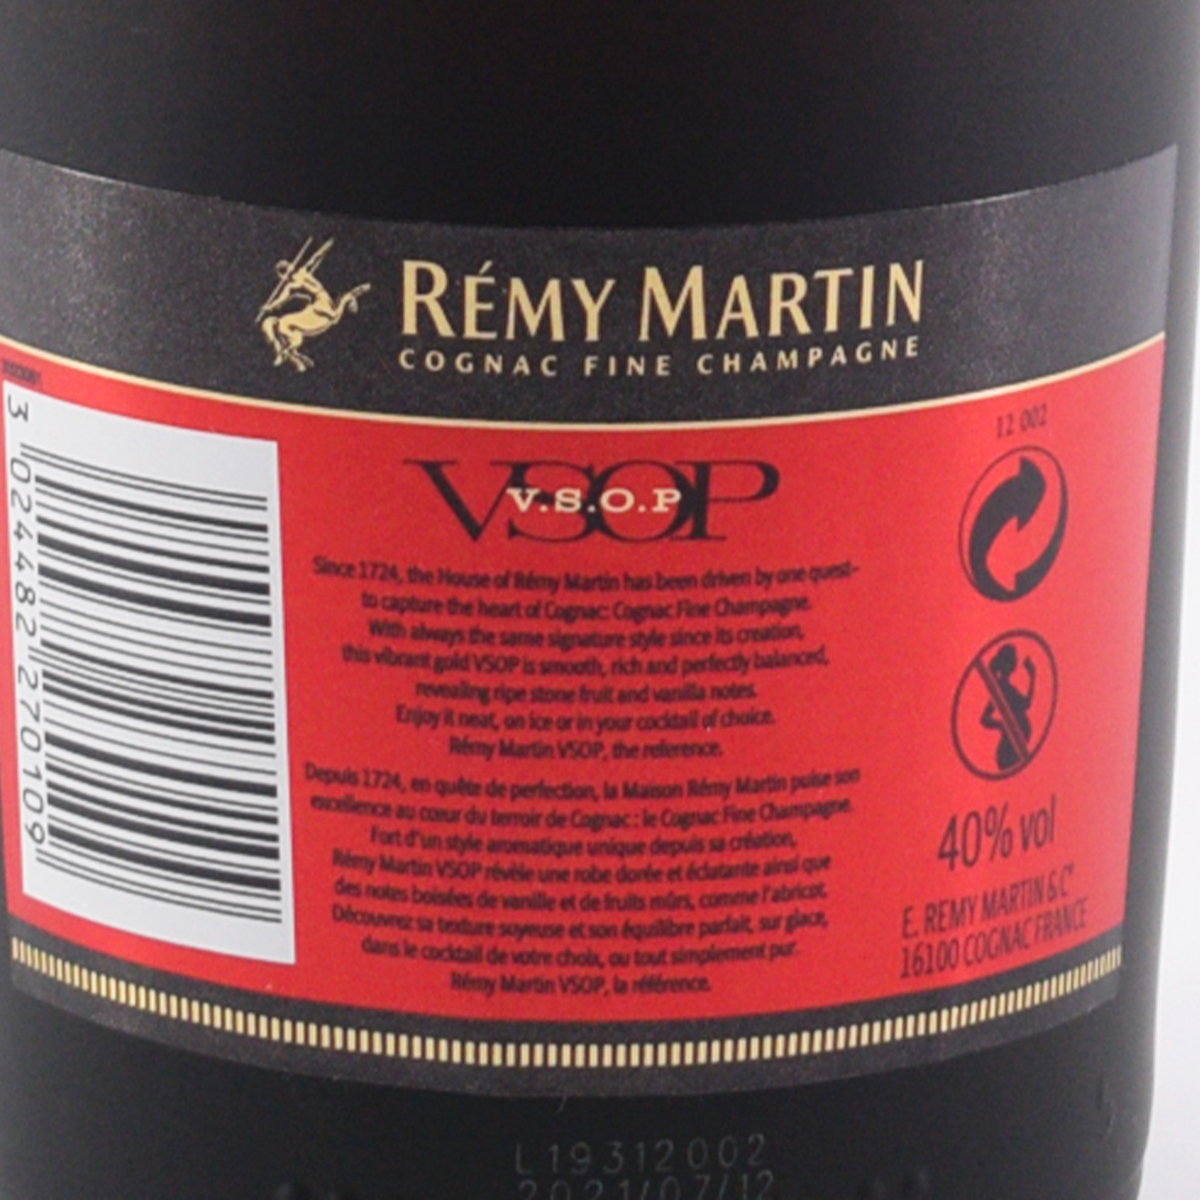 RÉMY MARTIN
COGNAC FINE CHAMPAGNE
12 002
VSOP
V.S.O.P
Since 1724, the House of Rémy Martin has been driven by one quest–
to capture the heart of Cognac: Cognac Fine Champagne.
With always the same signature style since its creation,
this vibrant gold VSOP is smooth, rich and perfectly balanced,
revealing ripe stone fruit and vanilla notes.
Enjoy it neat, on ice or in your cocktail of choice.
Rémy Martin VSOP, the reference.
Depuis 1724, en quête de perfection, la Maison Rémy Martin puise son
excellence au cœur du terroir de Cognac : le Cognac Fine Champagne.
Fort d'un style aromatique unique depuis sa création,
Rémy Martin VSOP révèle une robe dorée et éclatante ainsi que
des notes boisées de vanille et de fruits mûrs, comme l'abricot.
Découvrez sa texture soyeuse et son équilibre parfait, sur glace,
dans le cocktail de votre choix, ou tout simplement pur.
Rémy Martin VSOP, la référence.
40% vol
E. REMY MARTIN & C°
16100 COGNAC FRANCE
3 024482 270109
L19312002
2021/07/12